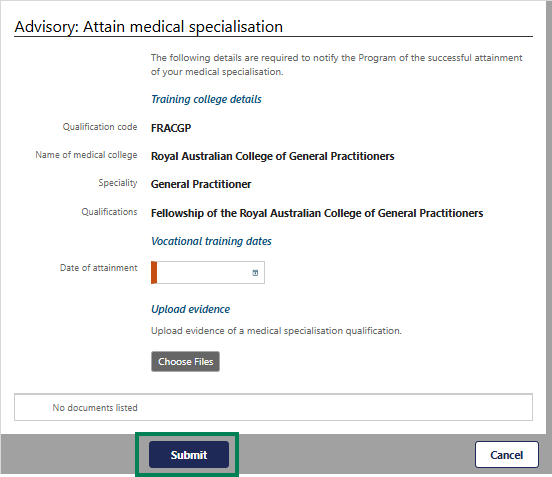 Advisory: Attain medical specialisation
The following details are required to notify the Program of the successful attainment
of your medical specialisation.
Training college details
Qualification code FRACGP
Name of medical college Royal Australian College of General Practitioners
Speciality General Practitioner
Qualifications Fellowship of the Royal Australian College of General Practitioners
Vocational training dates
Date of attainment
Upload evidence
Upload evidence of a medical specialisation qualification.
Choose Files
No documents listed
Submit Cancel